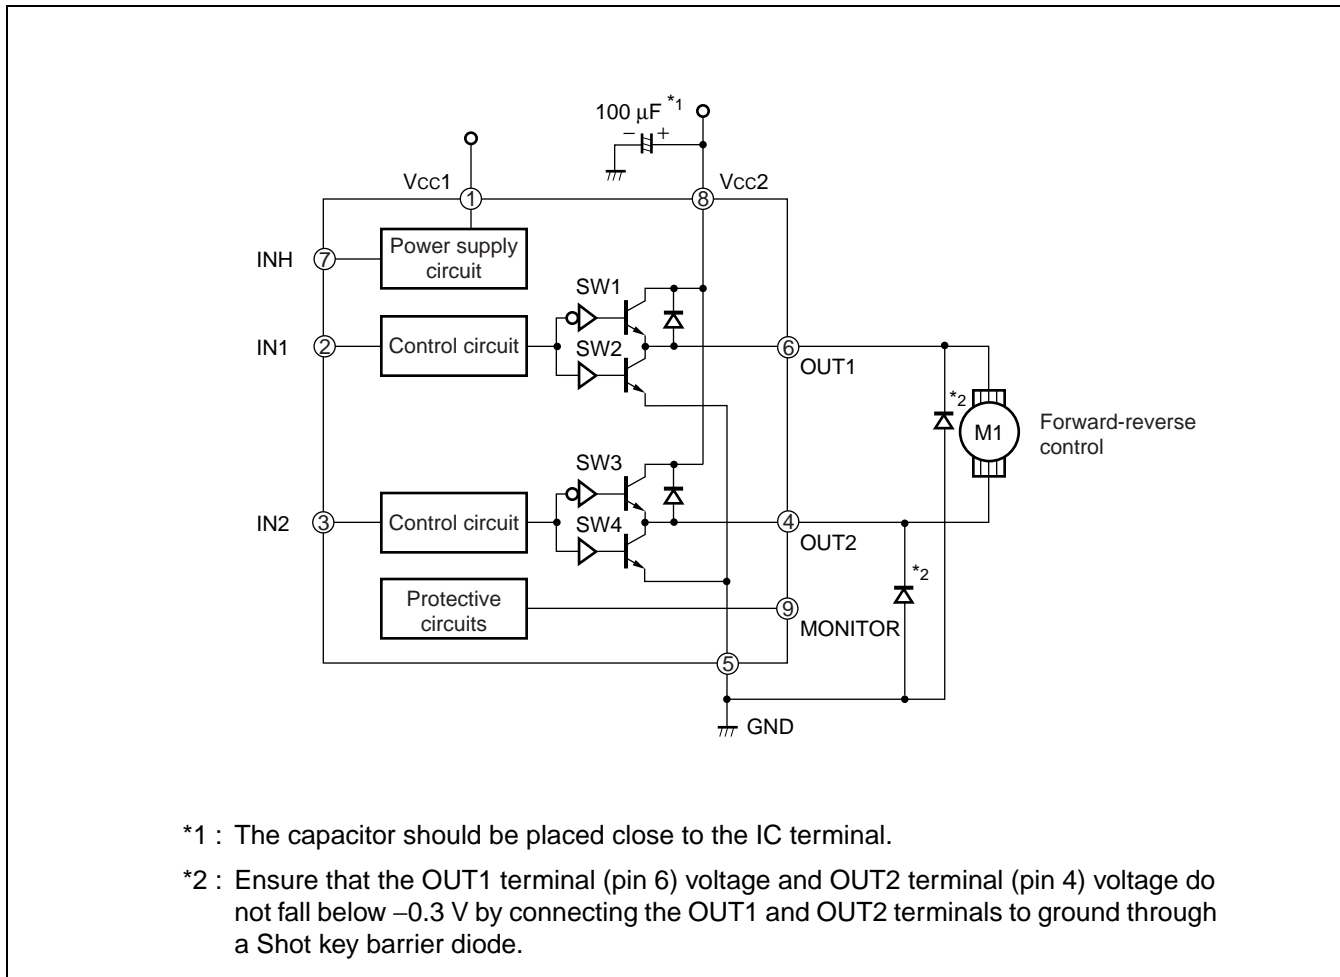 100 μF *1
− +
Vcc1
1
8
Vcc2
INH
7
Power supply
circuit
SW1
IN1
2
Control circuit
SW2
6
OUT1
*2
M1
Forward-reverse
control
SW3
IN2
3
Control circuit
SW4
4
OUT2
*2
Protective
circuits
9
MONITOR
5
GND
*1 : The capacitor should be placed close to the IC terminal.
*2 : Ensure that the OUT1 terminal (pin 6) voltage and OUT2 terminal (pin 4) voltage do
not fall below −0.3 V by connecting the OUT1 and OUT2 terminals to ground through
a Shot key barrier diode.